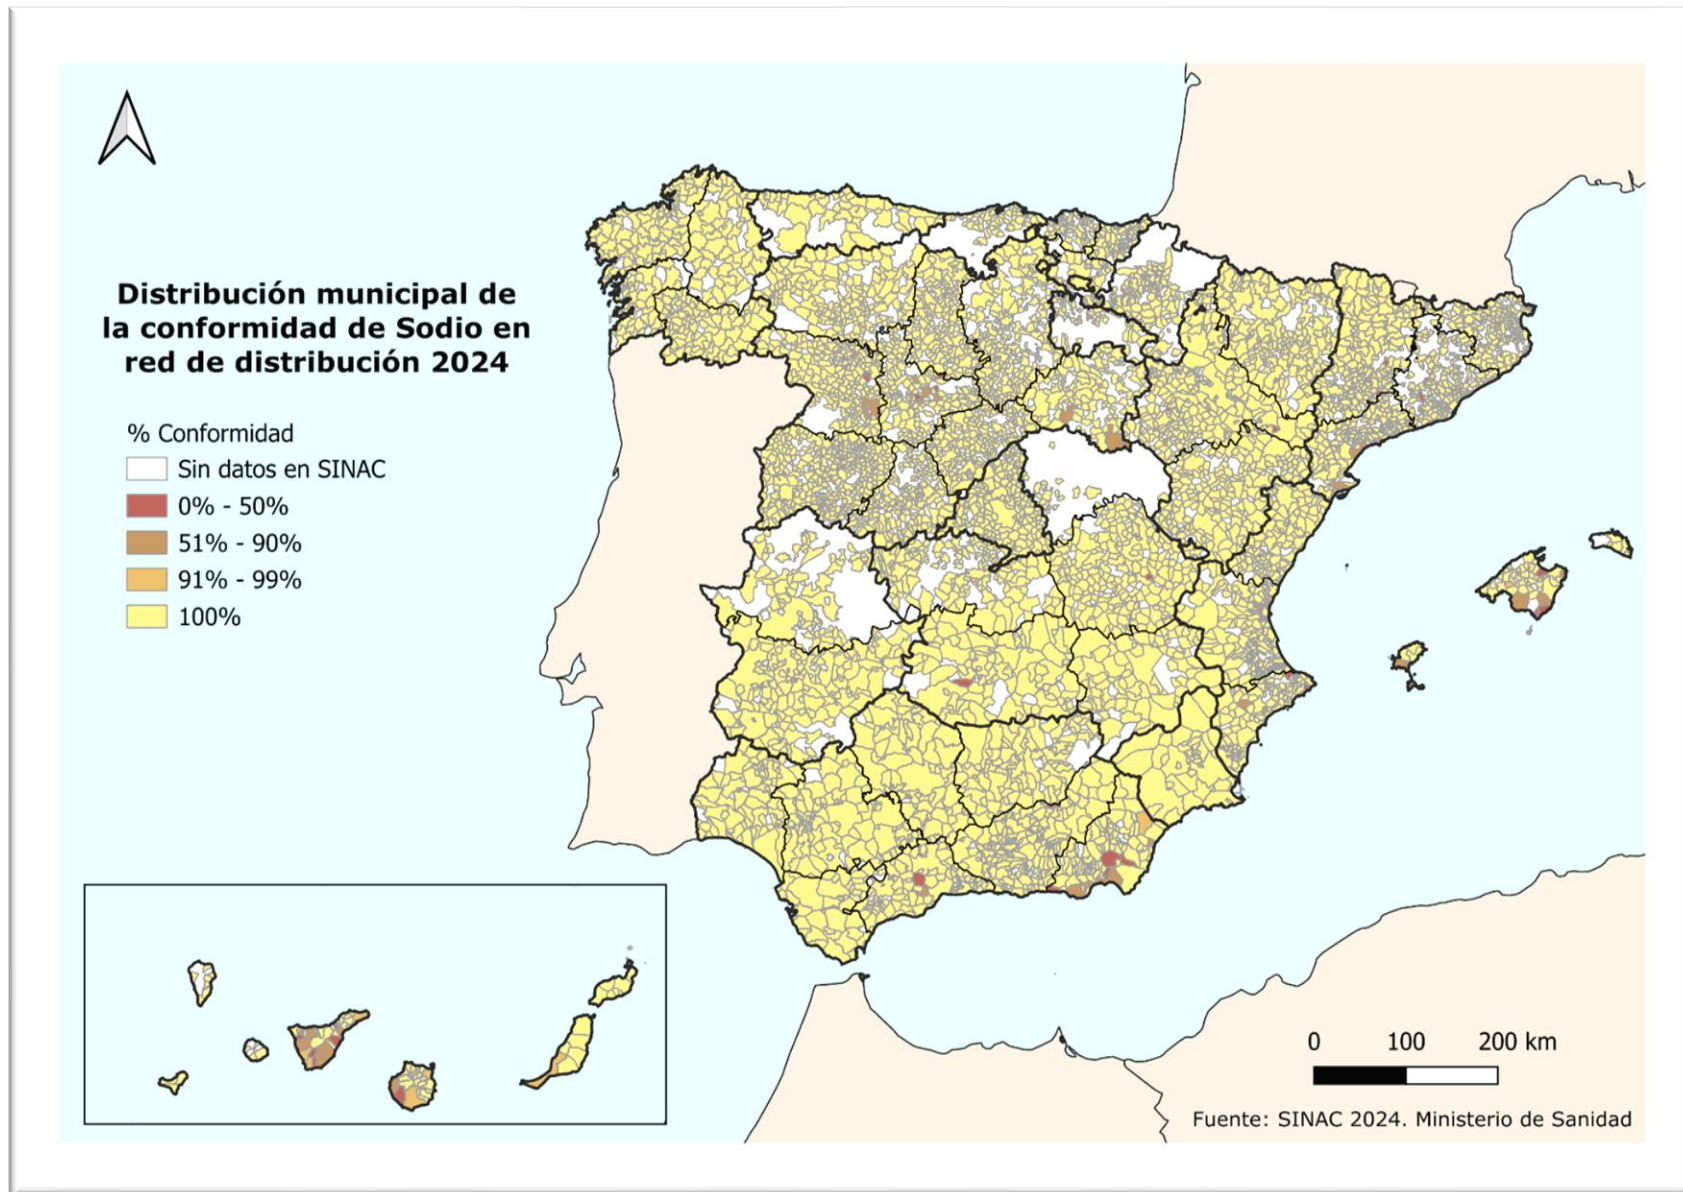 Distribución municipal de
la conformidad de Sodio en
red de distribución 2024
% Conformidad
Sin datos en SINAC
0% - 50%
51% - 90%
91% - 99%
100%
0 100 200 km
Fuente: SINAC 2024. Ministerio de Sanidad